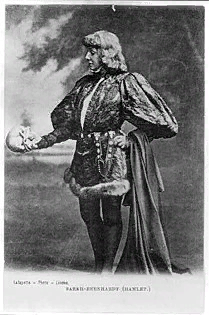 Lafayette - Photo - London.
SARAH-BERNHARDT (HAMLET.)